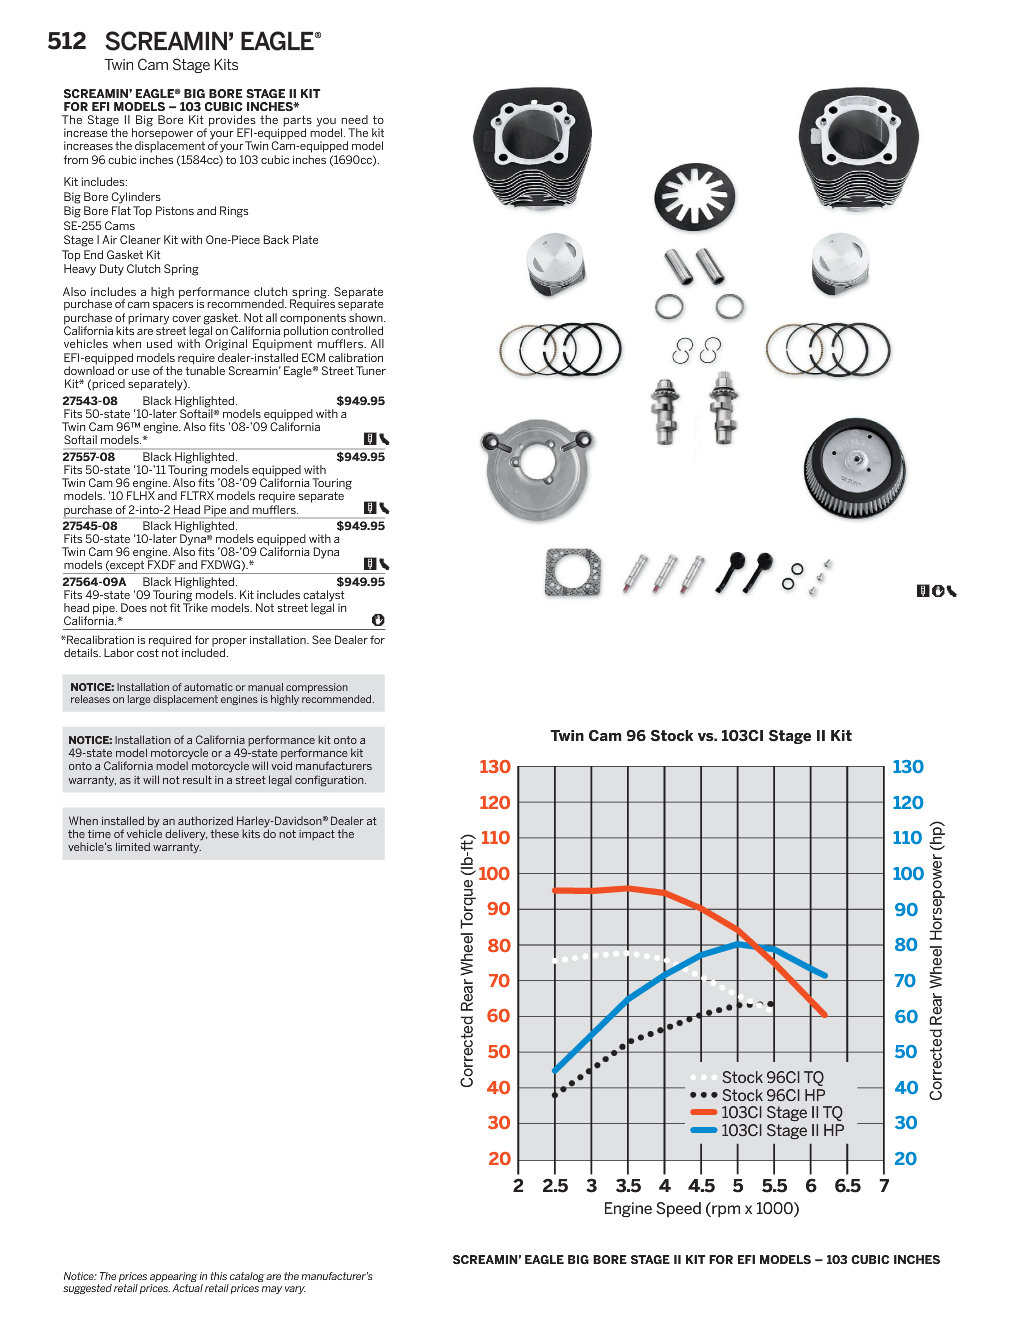 512 SCREAMIN’ EAGLE®
Twin Cam Stage Kits
SCREAMIN’ EAGLE® BIG BORE STAGE II KIT
FOR EFI MODELS – 103 CUBIC INCHES*
The Stage II Big Bore Kit provides the parts you need to
increase the horsepower of your EFI-equipped model. The kit
increases the displacement of your Twin Cam-equipped model
from 96 cubic inches (1584cc) to 103 cubic inches (1690cc).
Kit includes:
Big Bore Cylinders
Big Bore Flat Top Pistons and Rings
SE-255 Cams
Stage I Air Cleaner Kit with One-Piece Back Plate
Top End Gasket Kit
Heavy Duty Clutch Spring
Also includes a high performance clutch spring. Separate
purchase of cam spacers is recommended. Requires separate
purchase of primary cover gasket. Not all components shown.
California kits are street legal on California pollution controlled
vehicles when used with Original Equipment mufflers. All
EFI-equipped models require dealer-installed ECM calibration
download or use of the tunable Screamin’ Eagle® Street Tuner
Kit* (priced separately).
27543-08 Black Highlighted. $949.95
Fits 50-state ’10-later Softail® models equipped with a
Twin Cam 96™ engine. Also fits ’08-’09 California
Softail models.*
27557-08 Black Highlighted. $949.95
Fits 50-state ’10-’11 Touring models equipped with
Twin Cam 96 engine. Also fits ’08-’09 California Touring
models. ’10 FLHX and FLTRX models require separate
purchase of 2-into-2 Head Pipe and mufflers.
27545-08 Black Highlighted. $949.95
Fits 50-state ’10-later Dyna® models equipped with a
Twin Cam 96 engine. Also fits ’08-’09 California Dyna
models (except FXDF and FXDWG).*
27564-09A Black Highlighted. $949.95
Fits 49-state ’09 Touring models. Kit includes catalyst
head pipe. Does not fit Trike models. Not street legal in
California.*
*Recalibration is required for proper installation. See Dealer for
details. Labor cost not included.
NOTICE: Installation of automatic or manual compression
releases on large displacement engines is highly recommended.
NOTICE: Installation of a California performance kit onto a
49-state model motorcycle or a 49-state performance kit
onto a California model motorcycle will void manufacturers
warranty, as it will not result in a street legal configuration.
When installed by an authorized Harley-Davidson® Dealer at
the time of vehicle delivery, these kits do not impact the
vehicle’s limited warranty.
Twin Cam 96 Stock vs. 103CI Stage II Kit
Corrected Rear Wheel Torque (lb-ft)
130
120
110
100
90
80
70
60
50
40
30
20
130
120
110
100
90
80
70
60
50
40
30
20
Corrected Rear Wheel Horsepower (hp)
Stock 96CI TQ
Stock 96CI HP
103CI Stage II TQ
103CI Stage II HP
2 2.5 3 3.5 4 4.5 5 5.5 6 6.5 7
Engine Speed (rpm x 1000)
SCREAMIN’ EAGLE BIG BORE STAGE II KIT FOR EFI MODELS – 103 CUBIC INCHES
Notice: The prices appearing in this catalog are the manufacturer’s
suggested retail prices. Actual retail prices may vary.